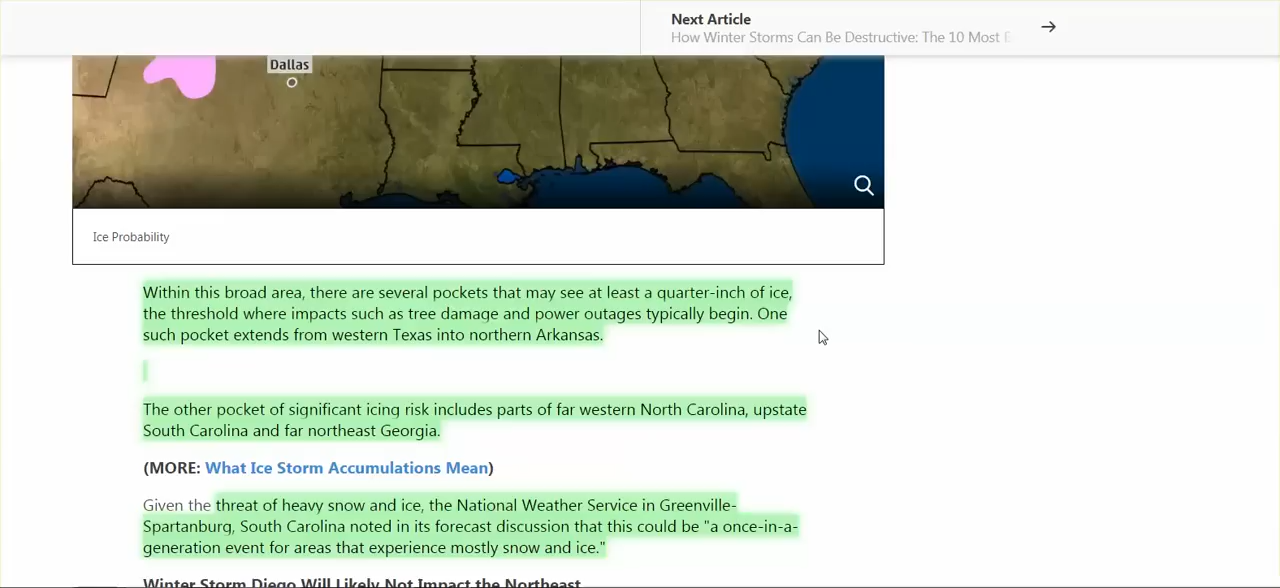 Next Article
How Winter Storms Can Be Destructive: The 10 Most
Dallas
Ice Probability
Within this broad area, there are several pockets that may see at least a quarter-inch of ice,
the threshold where impacts such as tree damage and power outages typically begin. One
such pocket extends from western Texas into northern Arkansas.
The other pocket of significant icing risk includes parts of far western North Carolina, upstate
South Carolina and far northeast Georgia.
(MORE: What Ice Storm Accumulations Mean)
Given the threat of heavy snow and ice, the National Weather Service in Greenville-
Spartanburg, South Carolina noted in its forecast discussion that this could be "a once-in-a-
generation event for areas that experience mostly snow and ice."
Winter Storm Diego Will Likely Not Impact the Northeast